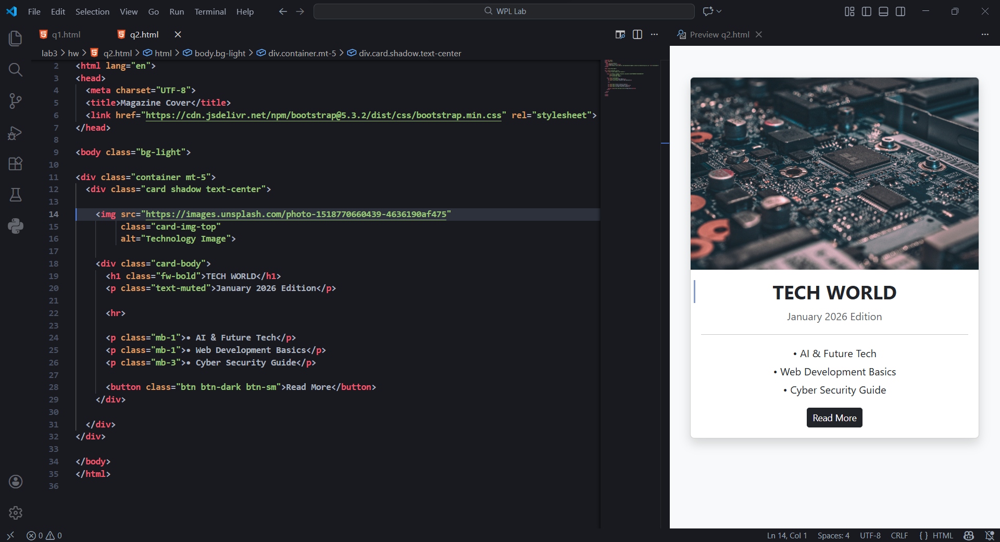 File Edit Selection View Go Run Terminal Help
WPL Lab
q1.html
q2.html
Preview q2.html
lab3 > hw > q2.html > html > body.bg-light > div.container.mt-5 > div.card.shadow.text-center
2 <html lang="en">
3 <head>
4 <meta charset="UTF-8">
5 <title>Magazine Cover</title>
6 <link href="https://cdn.jsdelivr.net/npm/bootstrap@5.3.2/dist/css/bootstrap.min.css" rel="stylesheet">
7 </head>
8
9 <body class="bg-light">
10
11 <div class="container mt-5">
12 <div class="card shadow text-center">
13
14 <img src="https://images.unsplash.com/photo-1518770660439-4636190af475"
15 class="card-img-top"
16 alt="Technology Image">
17
18 <div class="card-body">
19 <h1 class="fw-bold">TECH WORLD</h1>
20 <p class="text-muted">January 2026 Edition</p>
21
22 <hr>
23
24 <p class="mb-1">• AI & Future Tech</p>
25 <p class="mb-1">• Web Development Basics</p>
26 <p class="mb-3">• Cyber Security Guide</p>
27
28 <button class="btn btn-dark btn-sm">Read More</button>
29 </div>
30
31 </div>
32 </div>
33
34 </body>
35 </html>
36
TECH WORLD
January 2026 Edition
• AI & Future Tech
• Web Development Basics
• Cyber Security Guide
Read More
0 0
Ln 14, Col 1 Spaces: 4 UTF-8 CRLF { } HTML